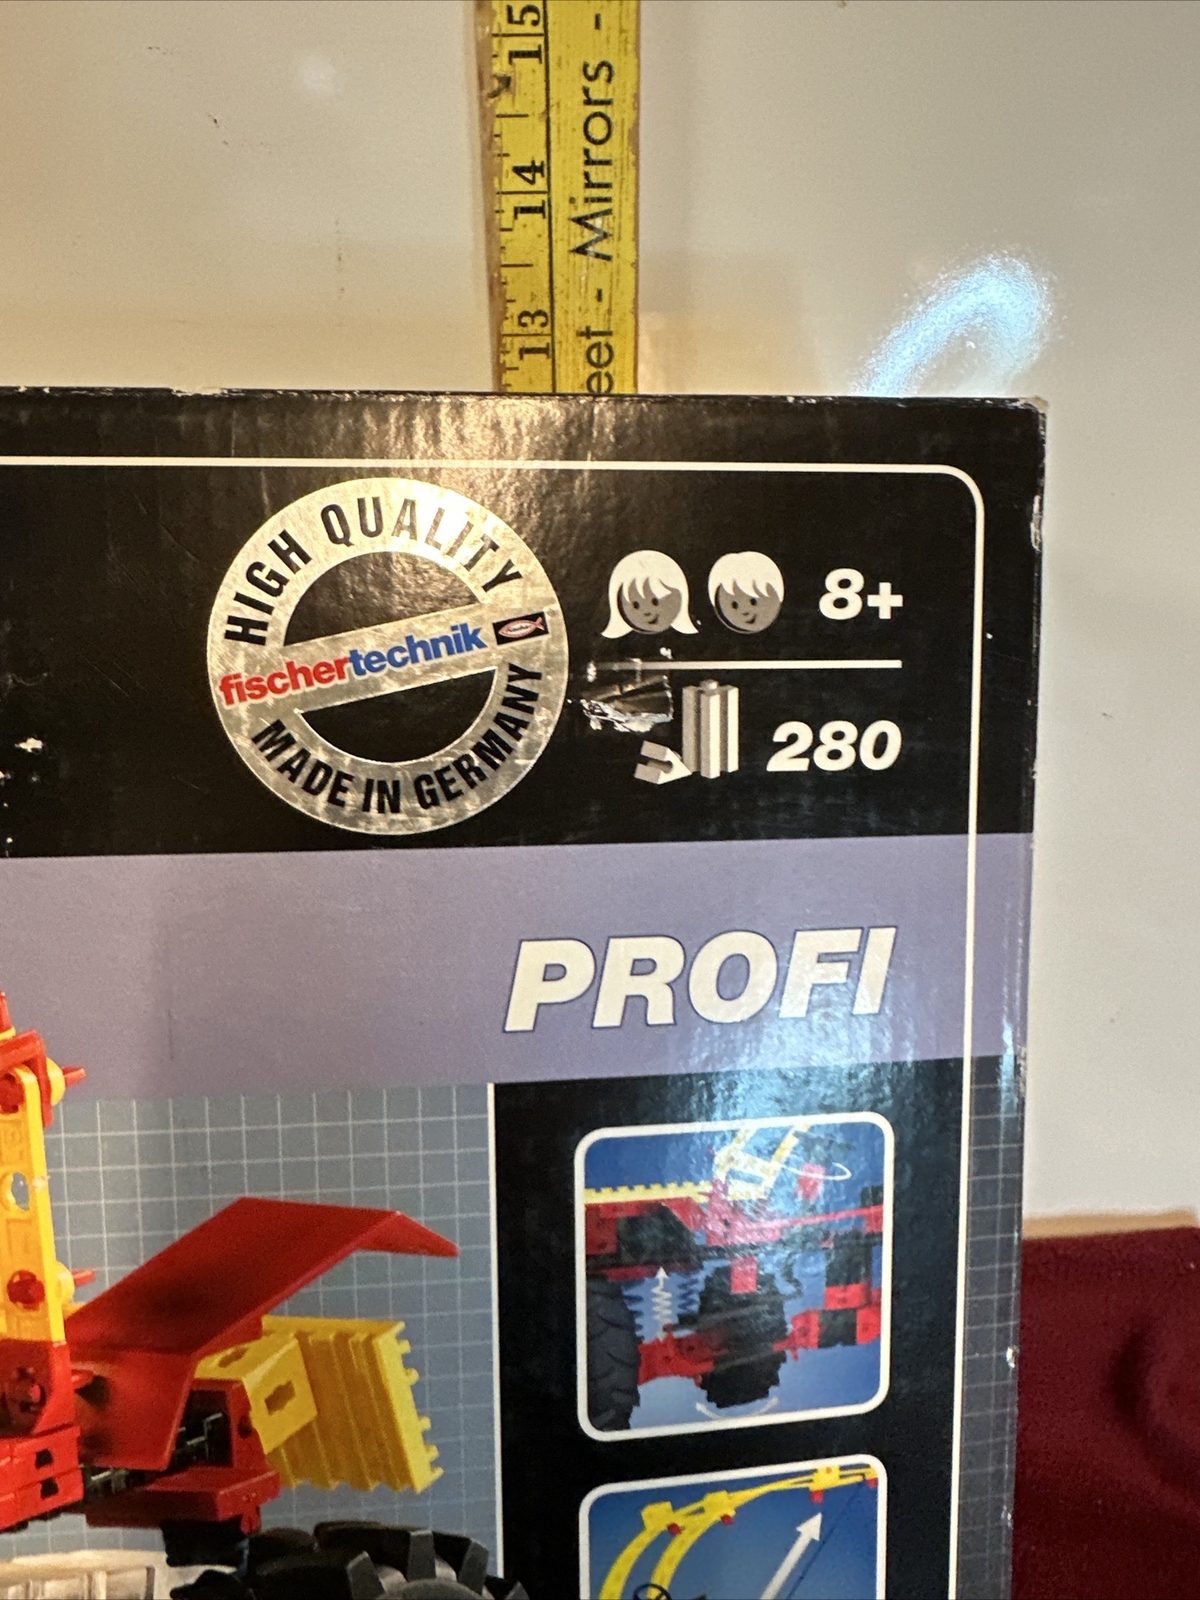 15
14
13
eet - Mirrors -
HIGH QUALITY
fischertechnik
MADE IN GERMANY
8+
280
PROFI